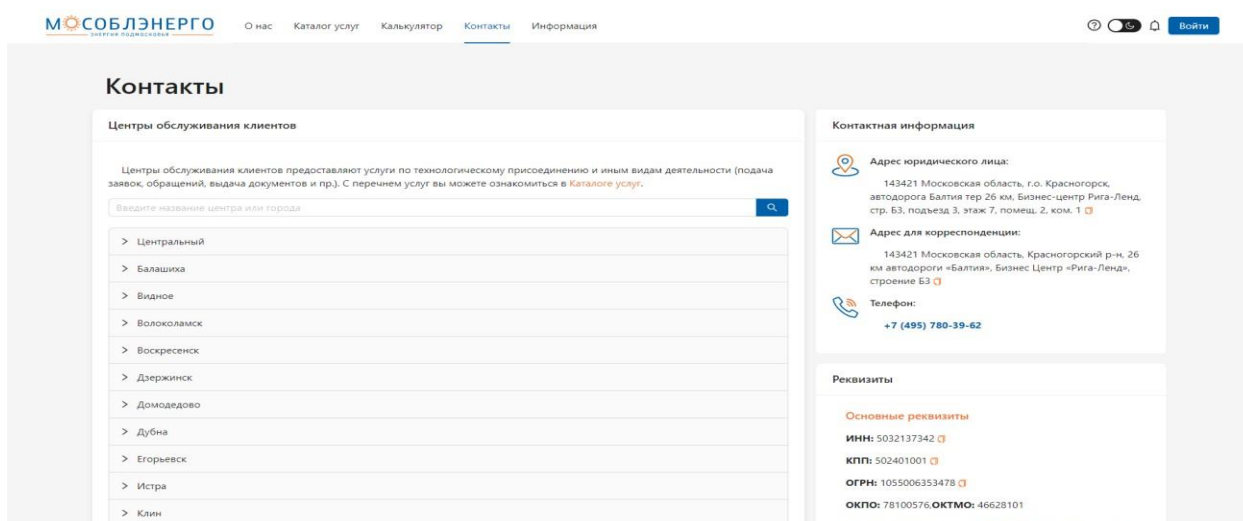 МОСОБЛЭНЕРГО
ЭНЕРГИЯ ПОДМОСКОВЬЯ
О нас Каталог услуг Калькулятор Контакты Информация
Войти
Контакты
Центры обслуживания клиентов
Центры обслуживания клиентов предоставляют услуги по технологическому присоединению и иным видам деятельности (подача
заявок, обращений, выдача документов и пр.). С перечнем услуг вы можете ознакомиться в Каталоге услуг.
Введите название центра или города
> Центральный
> Балашиха
> Видное
> Волоколамск
> Воскресенск
> Дзержинск
> Домодедово
> Дубна
> Егорьевск
> Истра
> Клин
Контактная информация
Адрес юридического лица:
143421 Московская область, г.о. Красногорск,
автодорога Балтия тер 26 км, Бизнес-центр Рига-Ленд,
стр. Б3, подъезд 3, этаж 7, помещ. 2, ком. 1
Адрес для корреспонденции:
143421 Московская область, Красногорский р-н, 26
км автодороги «Балтия», Бизнес Центр «Рига-Ленд»,
строение Б3
Телефон:
+7 (495) 780-39-62
Реквизиты
Основные реквизиты
ИНН: 5032137342
КПП: 502401001
ОГРН: 1055006353478
ОКПО: 78100576,ОКТМО: 46628101